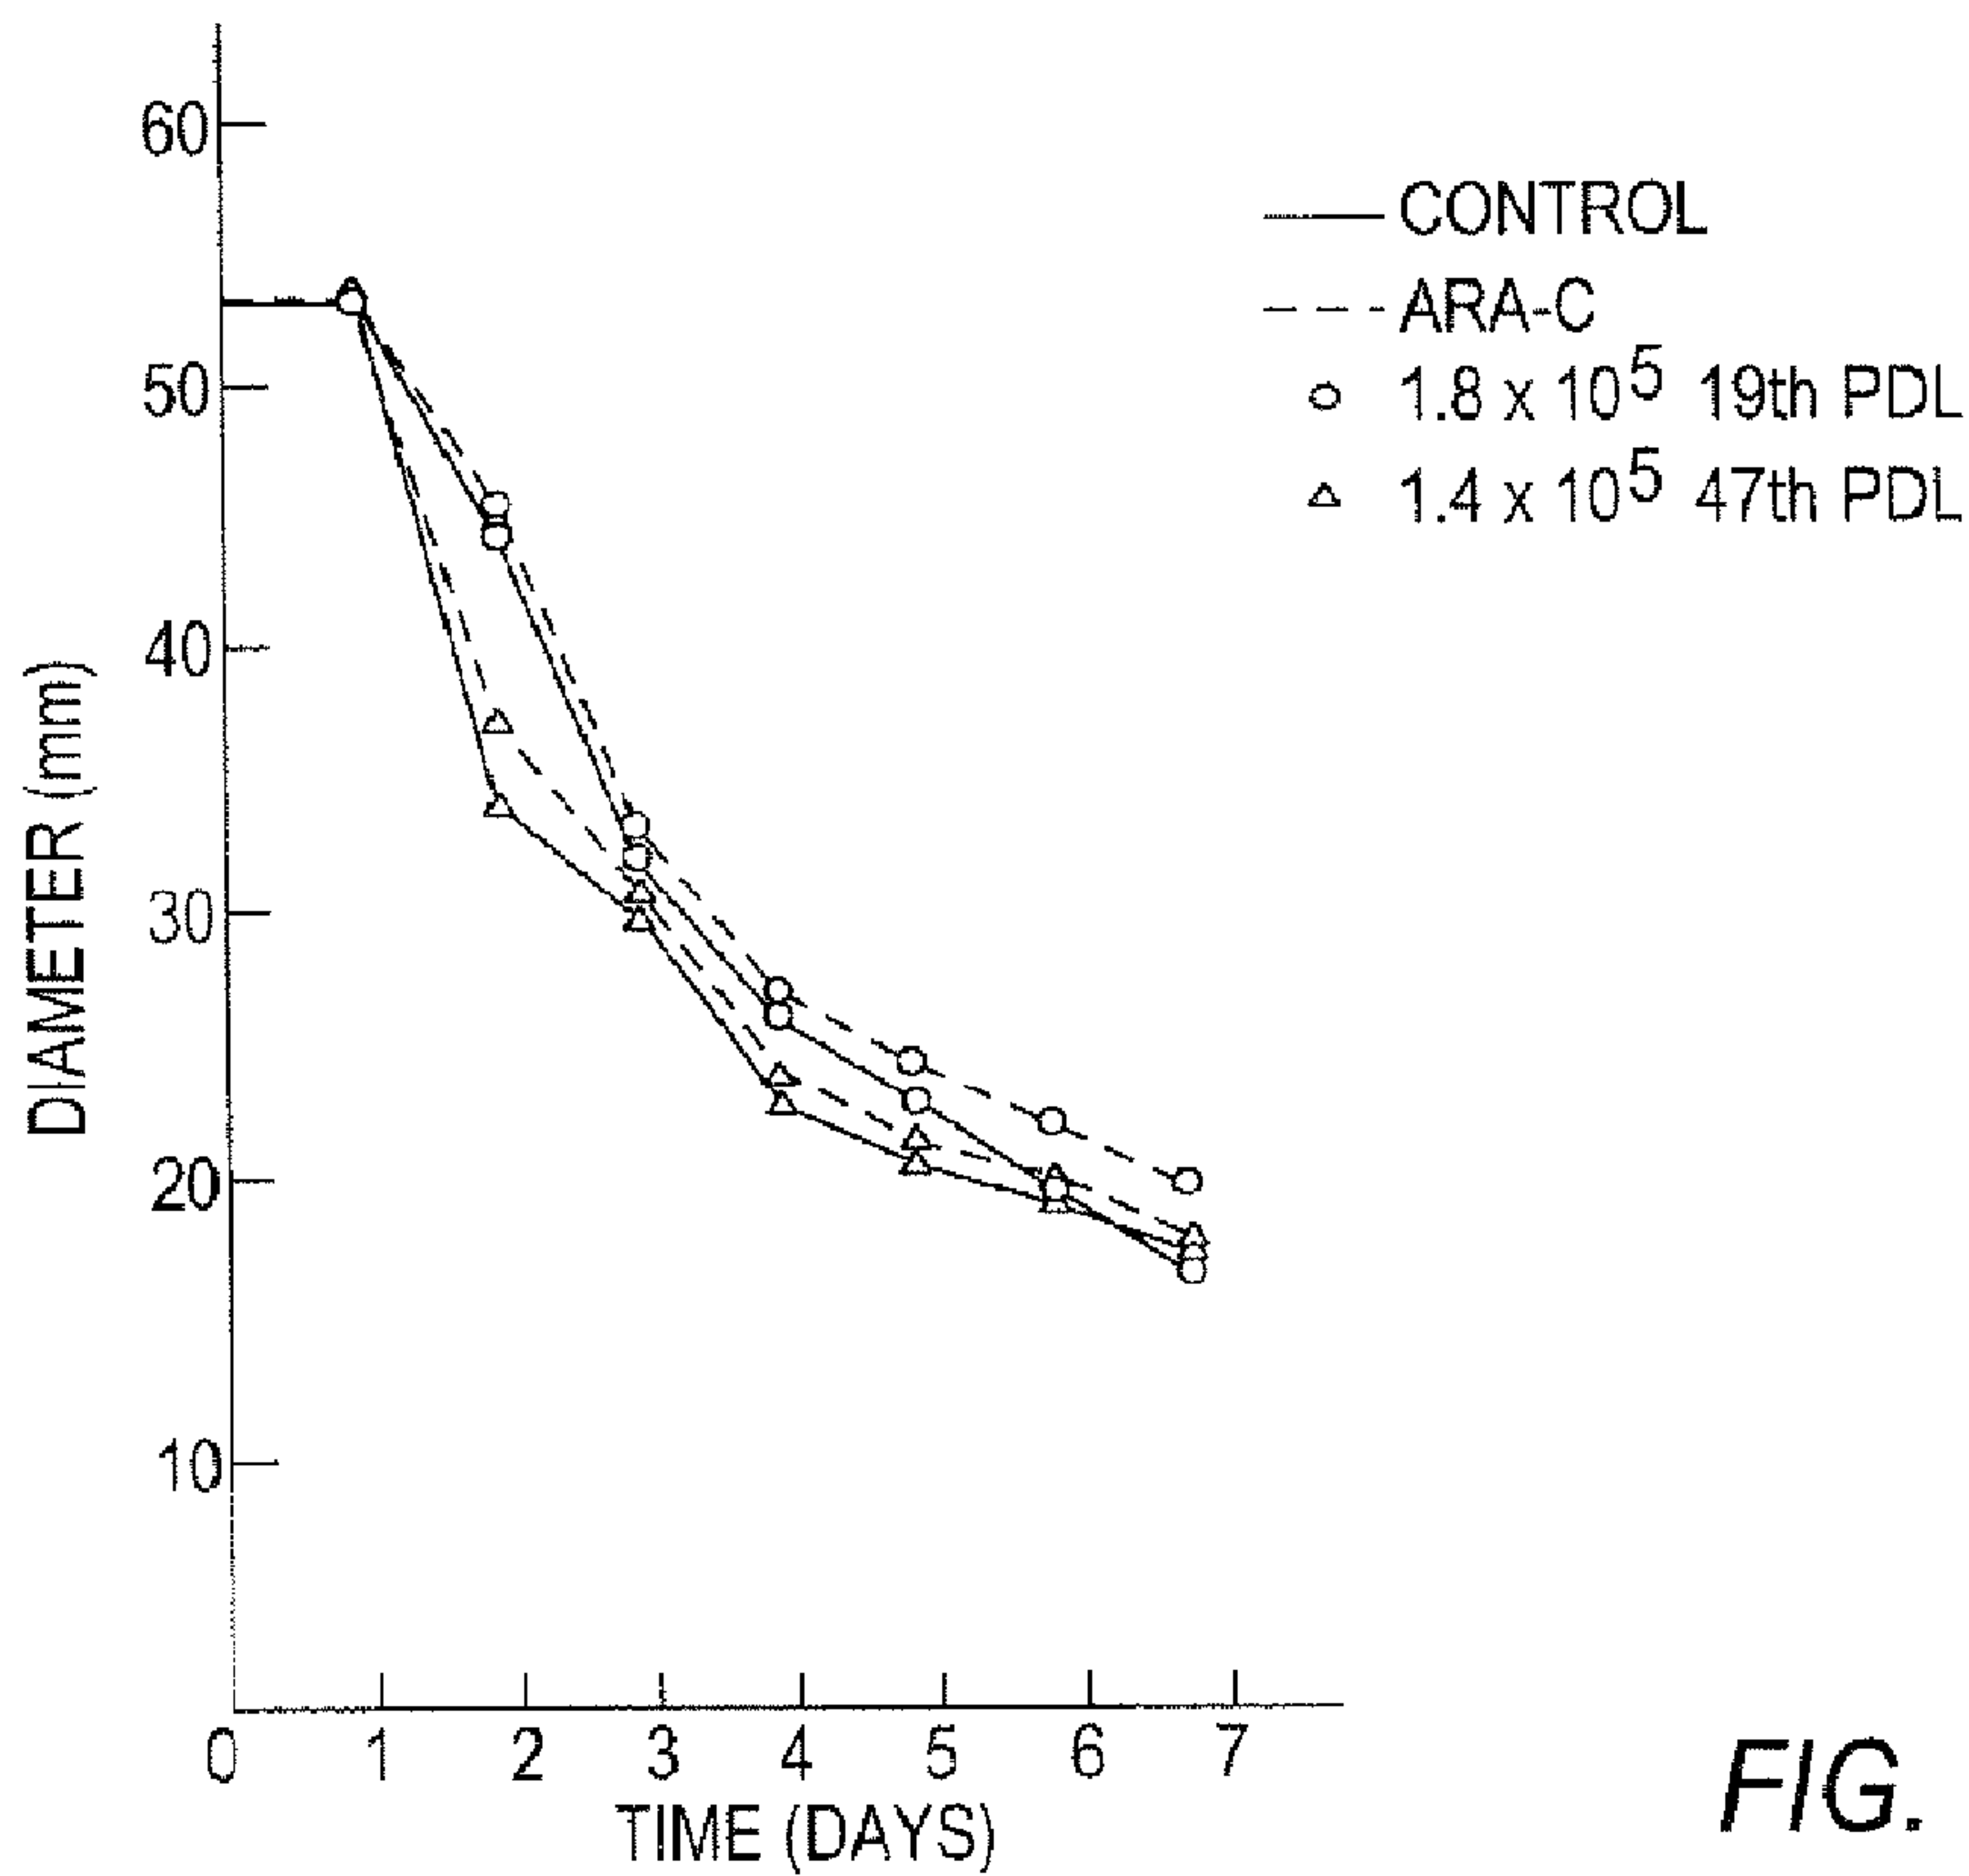 60
50
40
30
20
10
DIAMETER (mm)
CONTROL
ARA-C
1.8 x 10⁵ 19th PDL
1.4 x 10⁵ 47th PDL
0 1 2 3 4 5 6 7
TIME (DAYS)
FIG.